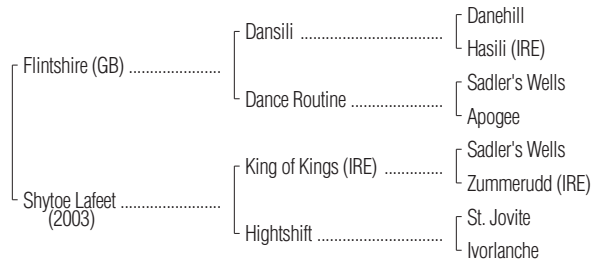 Danehill
Dansili ..............................
Hasili (IRE)
Flintshire (GB) ...................
Sadler's Wells
Dance Routine ...................
Apogee
Sadler's Wells
King of Kings (IRE) ............
Zummerudd (IRE)
Shytoe Lafeet ....................
(2003)
St. Jovite
Hightshift .........................
Ivorlanche